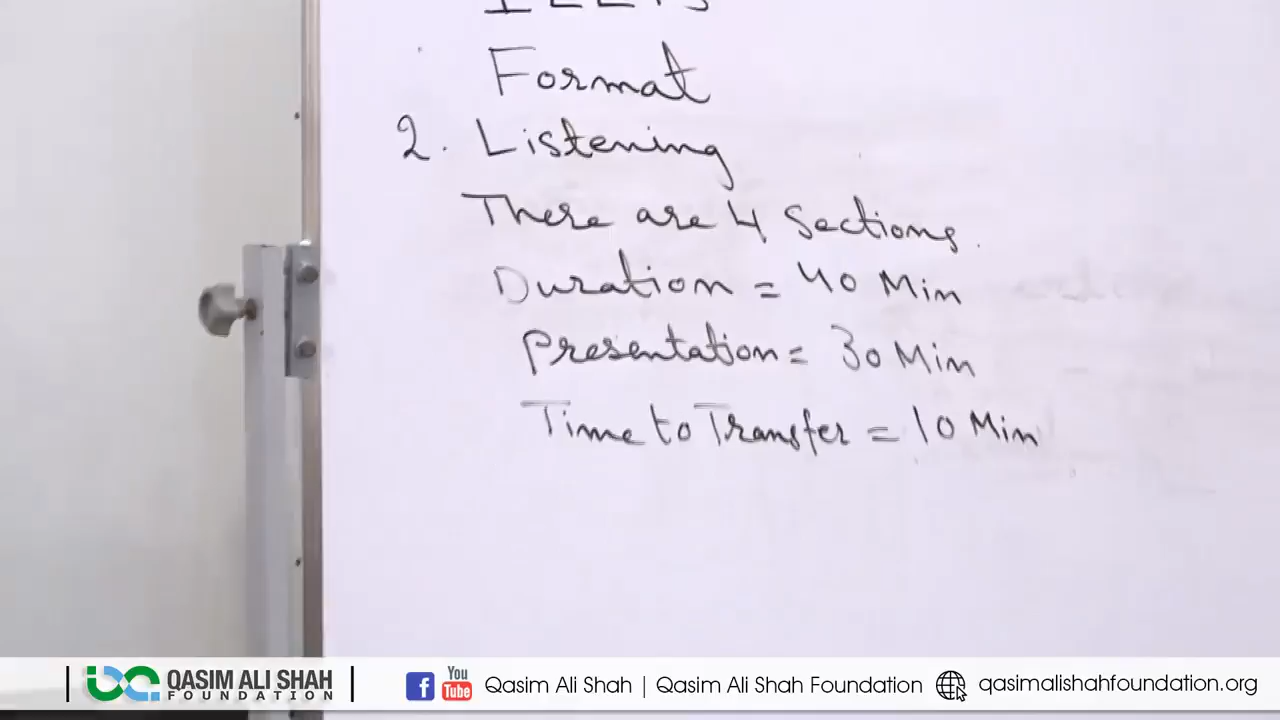 IELTS
Format
2. Listening
There are 4 Sections.
Duration = 40 Min
Presentation = 30 Min
Time to Transfer = 10 Min
QASIM ALI SHAH
FOUNDATION
f You Tube Qasim Ali Shah | Qasim Ali Shah Foundation qasimalishahfoundation.org